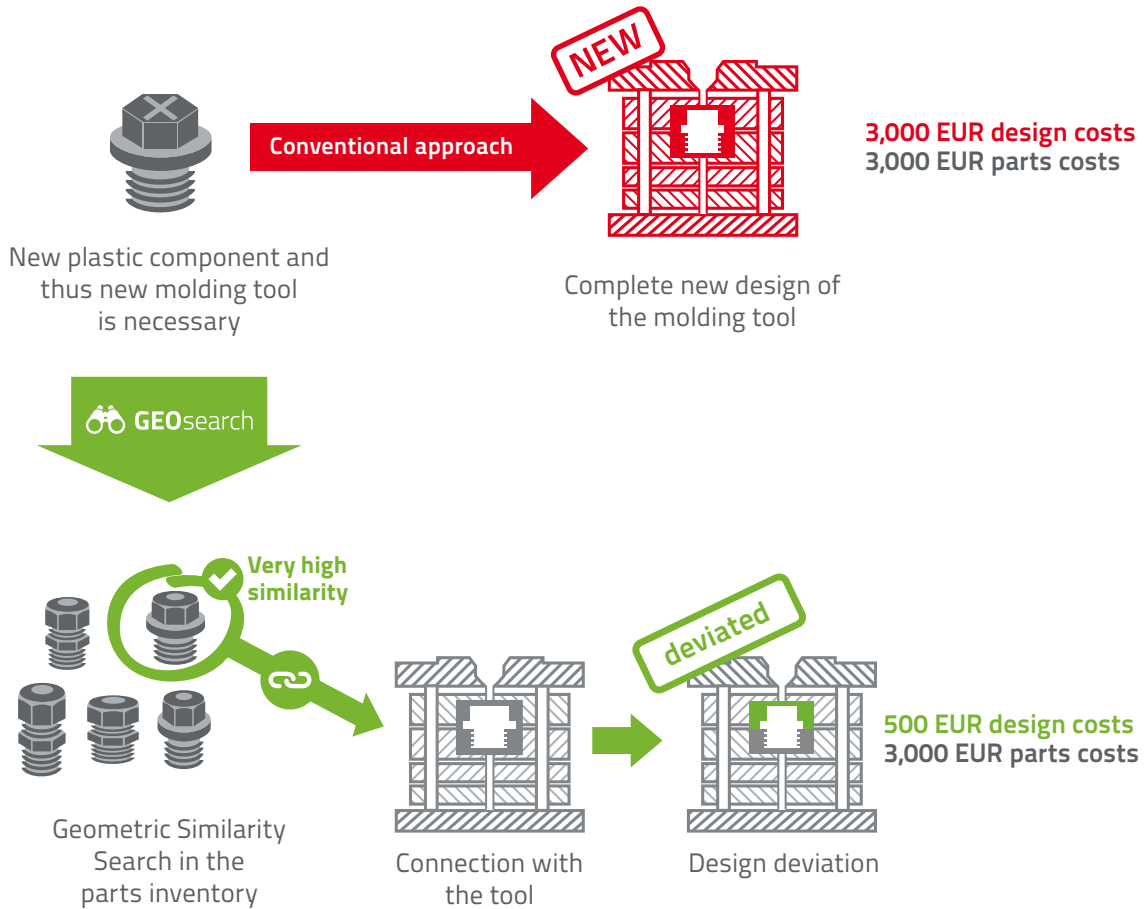 NEW
Conventional approach
3,000 EUR design costs
3,000 EUR parts costs
New plastic component and
thus new molding tool
is necessary
Complete new design of
the molding tool
GEOsearch
Very high
similarity
deviated
500 EUR design costs
3,000 EUR parts costs
Geometric Similarity
Search in the
parts inventory
Connection with
the tool
Design deviation